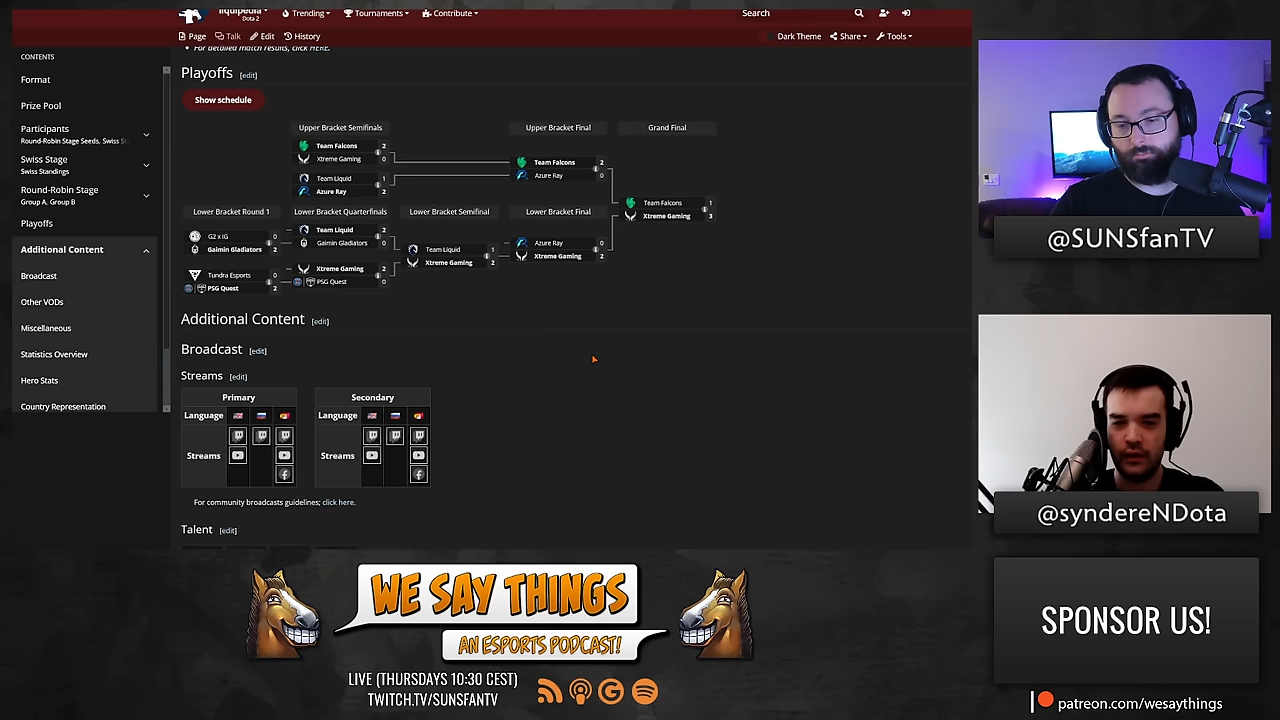 liquipedia
Dota 2
Trending
Tournaments
Contribute
Search
Page
Talk
Edit
History
Dark Theme
Share
Tools
For detailed match results, click HERE.
CONTENTS
Format
Prize Pool
Participants
Round-Robin Stage Seeds, Swiss S
Swiss Stage
Swiss Standings
Round-Robin Stage
Group A, Group B
Playoffs
Additional Content
Broadcast
Other VODs
Miscellaneous
Statistics Overview
Hero Stats
Country Representation
Playoffs [edit]
Show schedule
Upper Bracket Semifinals
Upper Bracket Final
Grand Final
Team Falcons 2
Xtreme Gaming 0
Team Liquid 1
Azure Ray 2
Team Falcons 2
Azure Ray 0
Team Falcons 1
Xtreme Gaming 3
Lower Bracket Round 1
Lower Bracket Quarterfinals
Lower Bracket Semifinal
Lower Bracket Final
G2 x iG 0
Gaimin Gladiators 2
Tundra Esports 0
PSG Quest 2
Team Liquid 2
Gaimin Gladiators 0
Xtreme Gaming 2
PSG Quest 0
Team Liquid 1
Xtreme Gaming 2
Azure Ray 0
Xtreme Gaming 2
Additional Content [edit]
Broadcast [edit]
Streams [edit]
Primary
Language
Streams
Secondary
Language
Streams
For community broadcasts guidelines; click here.
Talent [edit]
@SUNSfanTV
@syndereNDota
SPONSOR US!
patreon.com/wesaythings
WE SAY THINGS
AN ESPORTS PODCAST!
LIVE (THURSDAYS 10:30 CEST)
TWITCH.TV/SUNSFANTV